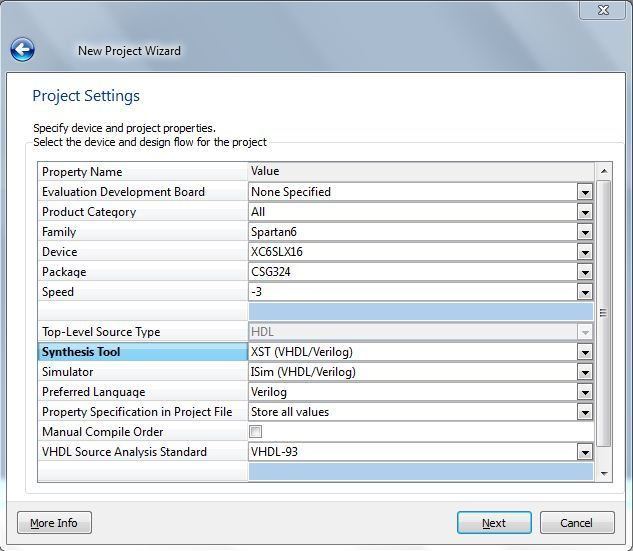 New Project Wizard
Project Settings
Specify device and project properties.
Select the device and design flow for the project
Property Name Value
Evaluation Development Board None Specified
Product Category All
Family Spartan6
Device XC6SLX16
Package CSG324
Speed -3
Top-Level Source Type HDL
Synthesis Tool XST (VHDL/Verilog)
Simulator ISim (VHDL/Verilog)
Preferred Language Verilog
Property Specification in Project File Store all values
Manual Compile Order
VHDL Source Analysis Standard VHDL-93
More Info Next Cancel